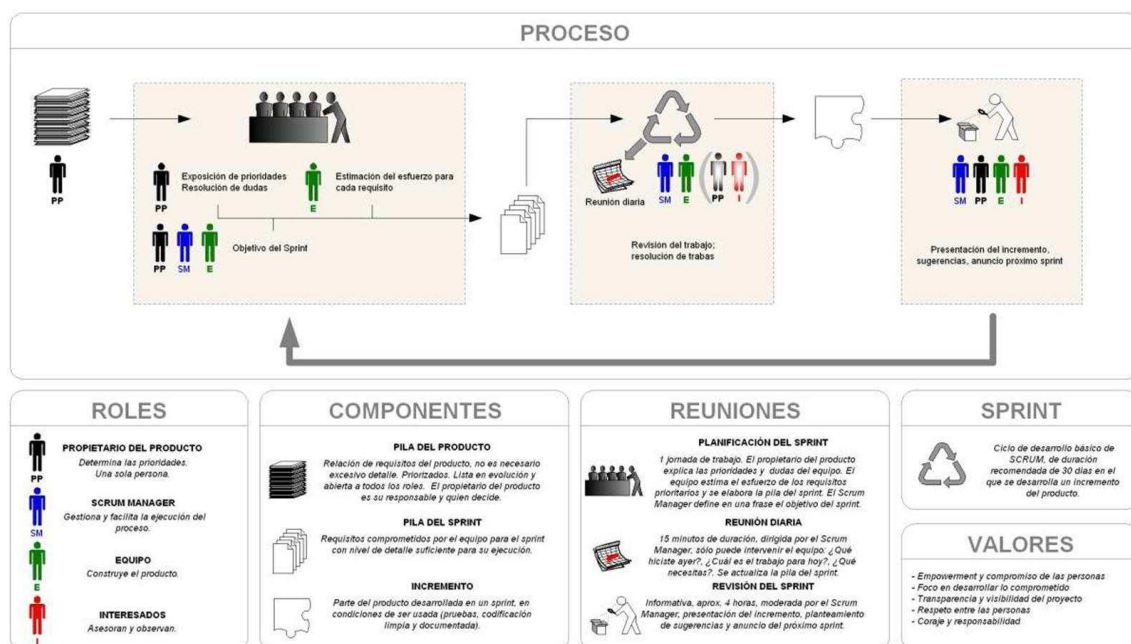 PROCESO
PP
Exposición de prioridades
Resolución de dudas
PP
Estimación del esfuerzo para
cada requisito
E
Objetivo del Sprint
PP SM E
Reunión diaria
SM E ( PP I )
Revisión del trabajo;
resolución de trabas
SM PP E I
Presentación del incremento,
sugerencias, anuncio próximo sprint
ROLES
PROPIETARIO DEL PRODUCTO
Determina las prioridades.
Una sola persona.
PP
SCRUM MANAGER
Gestiona y facilita la ejecución del
proceso.
SM
EQUIPO
Construye el producto.
E
INTERESADOS
Asesoran y observan.
I
COMPONENTES
PILA DEL PRODUCTO
Relación de requisitos del producto, no es necesario
excesivo detalle. Priorizados. Lista en evolución y
abierta a todos los roles. El propietario del producto
es su responsable y quien decide.
PILA DEL SPRINT
Requisitos comprometidos por el equipo para el sprint
con nivel de detalle suficiente para su ejecución.
INCREMENTO
Parte del producto desarrollada en un sprint, en
condiciones de ser usada (pruebas, codificación
limpia y documentada).
REUNIONES
PLANIFICACIÓN DEL SPRINT
1 jornada de trabajo. El propietario del producto
explica las prioridades y dudas del equipo. El
equipo estima el esfuerzo de los requisitos
prioritarios y se elabora la pila del sprint. El Scrum
Manager define en una frase el objetivo del sprint.
REUNIÓN DIARIA
15 minutos de duración, dirigida por el Scrum
Manager, sólo puede intervenir el equipo: ¿Qué
hiciste ayer?, ¿Cuál es el trabajo para hoy?, ¿Qué
necesitas?. Se actualiza la pila del sprint.
REVISIÓN DEL SPRINT
Informativa, aprox. 4 horas, moderada por el Scrum
Manager, presentación del incremento, planteamiento
de sugerencias y anuncio del próximo sprint.
SPRINT
Ciclo de desarrollo básico de
SCRUM, de duración
recomendada de 30 días en el
que se desarrolla un incremento
del producto.
VALORES
- Empowerment y compromiso de las personas
- Foco en desarrollar lo comprometido
- Transparencia y visibilidad del proyecto
- Respeto entre las personas
- Coraje y responsabilidad